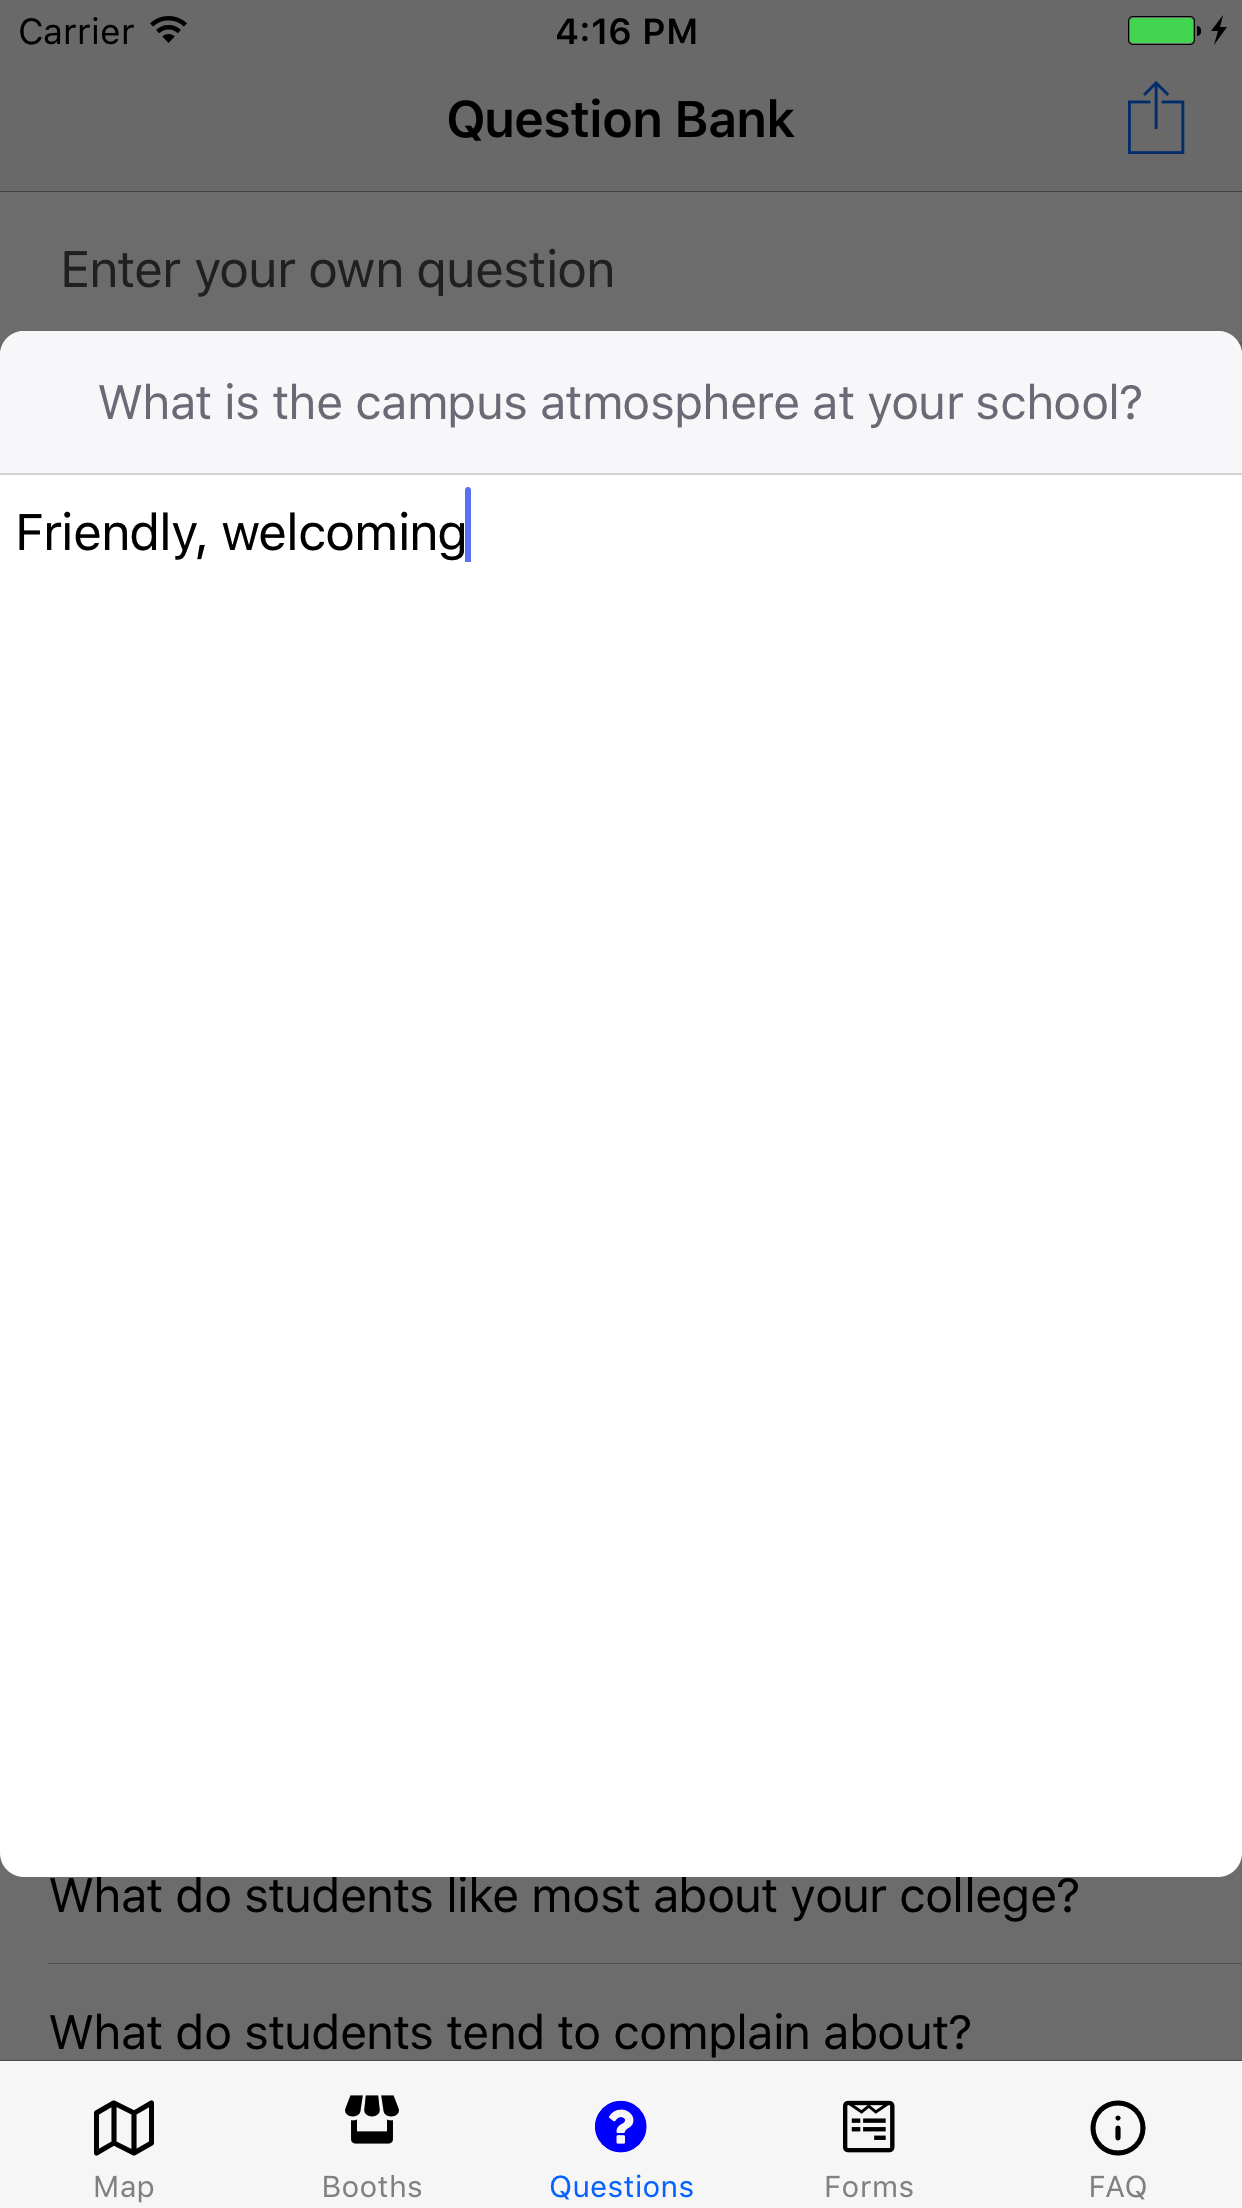 Carrier 4:16 PM
Question Bank
Enter your own question
What is the campus atmosphere at your school?
Friendly, welcoming
What do students like most about your college?
What do students tend to complain about?
Map Booths Questions Forms FAQ